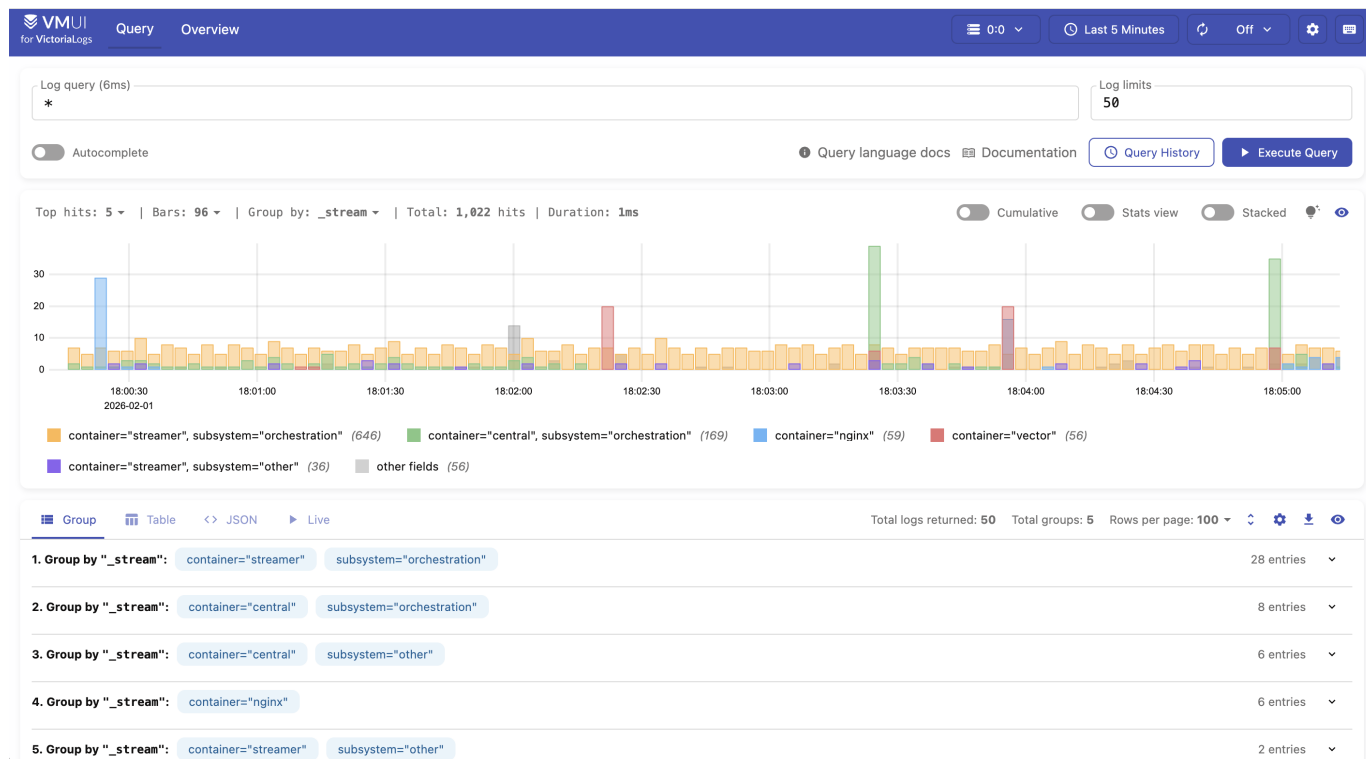 VMUI
for VictoriaLogs
Query
Overview
0:0
Last 5 Minutes
Off
Log query (6ms)
*
Log limits
50
Autocomplete
Query language docs
Documentation
Query History
Execute Query
Top hits: 5 | Bars: 96 | Group by: _stream | Total: 1,022 hits | Duration: 1ms
Cumulative
Stats view
Stacked
30
20
10
0
18:00:30
2026-02-01
18:01:00
18:01:30
18:02:00
18:02:30
18:03:00
18:03:30
18:04:00
18:04:30
18:05:00
container="streamer", subsystem="orchestration" (646)
container="central", subsystem="orchestration" (169)
container="nginx" (59)
container="vector" (56)
container="streamer", subsystem="other" (36)
other fields (56)
Group
Table
<> JSON
Live
Total logs returned: 50
Total groups: 5
Rows per page: 100
1. Group by "_stream": container="streamer" subsystem="orchestration" 28 entries
2. Group by "_stream": container="central" subsystem="orchestration" 8 entries
3. Group by "_stream": container="central" subsystem="other" 6 entries
4. Group by "_stream": container="nginx" 6 entries
5. Group by "_stream": container="streamer" subsystem="other" 2 entries